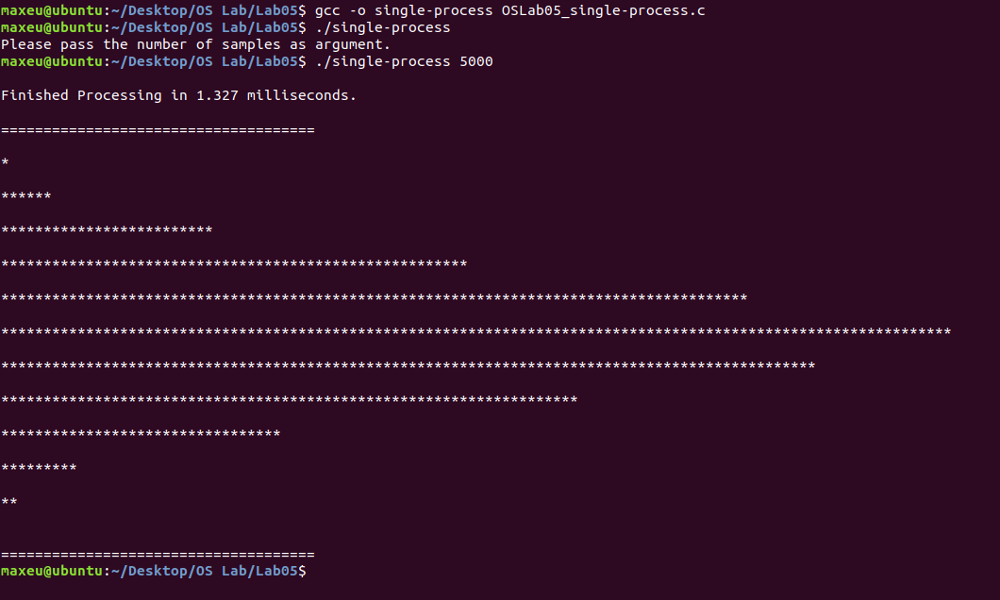 maxeu@ubuntu:~/Desktop/OS Lab/Lab05$ gcc -o single-process OSLab05_single-process.c
maxeu@ubuntu:~/Desktop/OS Lab/Lab05$ ./single-process
Please pass the number of samples as argument.
maxeu@ubuntu:~/Desktop/OS Lab/Lab05$ ./single-process 5000
Finished Processing in 1.327 milliseconds.
=====================================
*
******
*************************
*******************************************************
****************************************************************************************
****************************************************************************************************************
************************************************************************************************
********************************************************************
*********************************
*********
**
=====================================
maxeu@ubuntu:~/Desktop/OS Lab/Lab05$